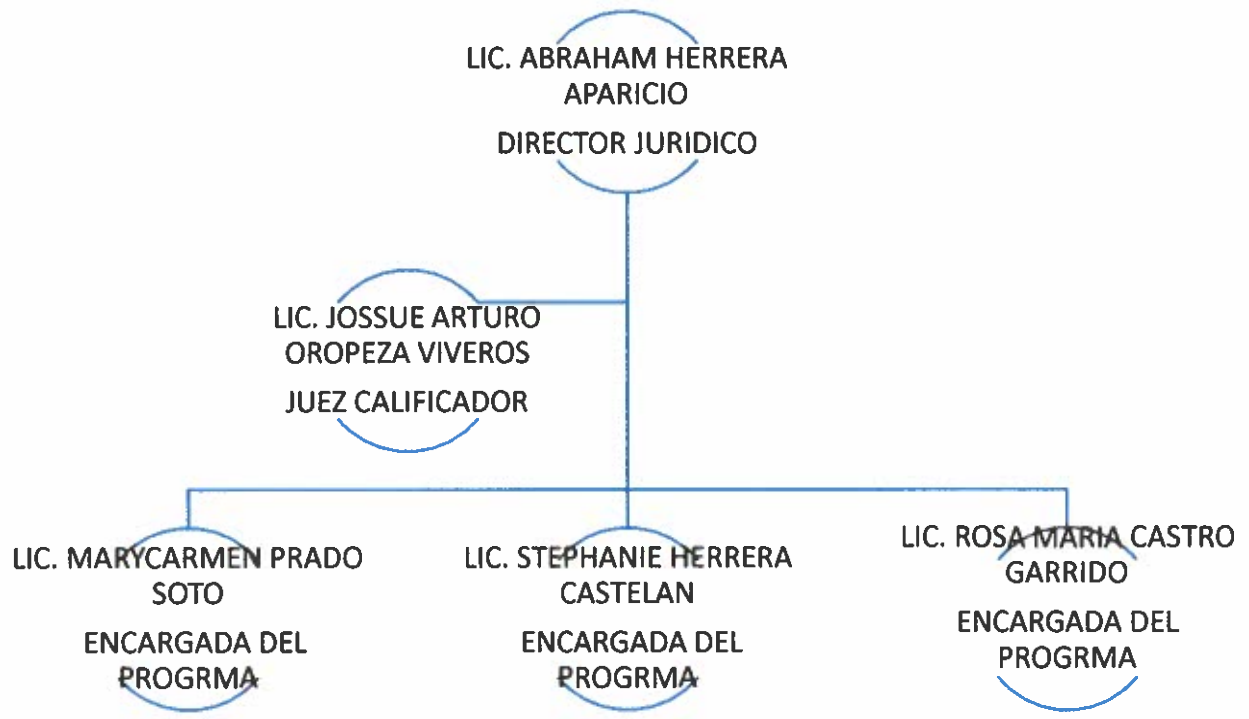 LIC. ABRAHAM HERRERA
APARICIO
DIRECTOR JURIDICO
LIC. JOSSUE ARTURO
OROPEZA VIVEROS
JUEZ CALIFICADOR
LIC. MARYCARMEN PRADO
SOTO
ENCARGADA DEL
PROGRMA
LIC. STEPHANIE HERRERA
CASTELAN
ENCARGADA DEL
PROGRMA
LIC. ROSA MARIA CASTRO
GARRIDO
ENCARGADA DEL
PROGRMA